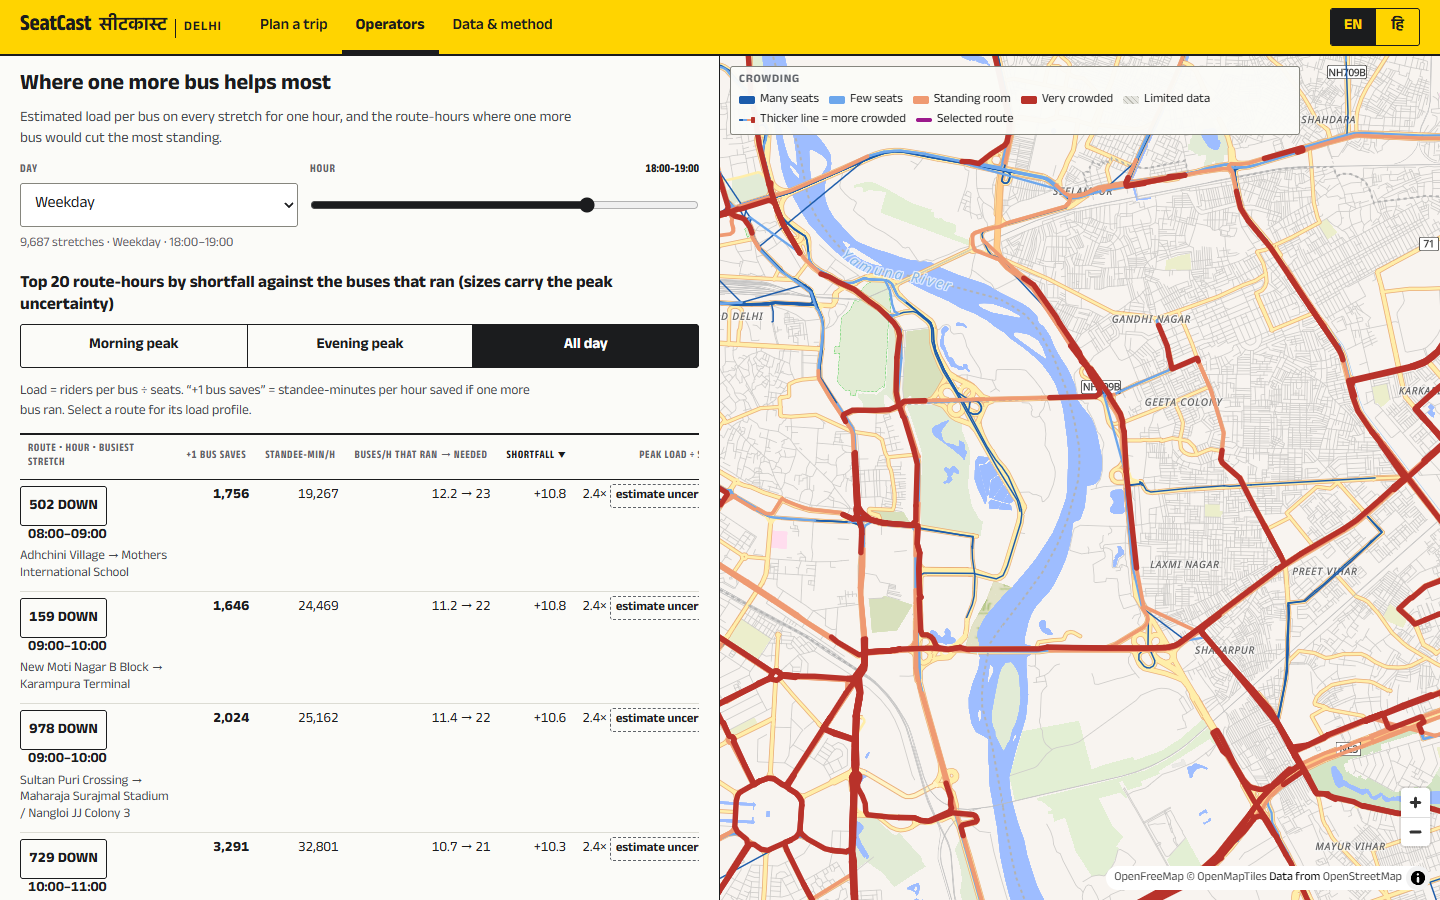 SeatCast सीटकास्ट DELHI Plan a trip Operators Data & method EN हि
Where one more bus helps most
Estimated load per bus on every stretch for one hour, and the route-hours where one more
bus would cut the most standing.
DAY HOUR 18:00–19:00
Weekday
9,687 stretches · Weekday · 18:00–19:00
Top 20 route-hours by shortfall against the buses that ran (sizes carry the peak
uncertainty)
Morning peak Evening peak All day
Load = riders per bus ÷ seats. “+1 bus saves” = standee-minutes per hour saved if one more
bus ran. Select a route for its load profile.
ROUTE · HOUR · BUSIEST
STRETCH
+1 BUS SAVES STANDEE-MIN/H BUSES/H THAT RAN → NEEDED SHORTFALL ▼ PEAK LOAD ÷
502 DOWN 1,756 19,267 12.2 → 23 +10.8 2.4× estimate uncer
08:00–09:00
Adhchini Village → Mothers
International School
159 DOWN 1,646 24,469 11.2 → 22 +10.8 2.4× estimate uncer
09:00–10:00
New Moti Nagar B Block →
Karampura Terminal
978 DOWN 2,024 25,162 11.4 → 22 +10.6 2.4× estimate uncer
09:00–10:00
Sultan Puri Crossing →
Maharaja Surajmal Stadium
/ Nangloi JJ Colony 3
729 DOWN 3,291 32,801 10.7 → 21 +10.3 2.4× estimate uncer
10:00–11:00
CROWDING
Many seats Few seats Standing room Very crowded Limited data
Thicker line = more crowded Selected route
NH709B
SHAHDARA
SEELAMPUR
71
Yamuna River
D DELHI
GANDHI NAGAR
NH709B
KARKA
GEETA COLONY
LAXMI NAGAR
PREET VIHAR
SHAKARPUR
MAYUR VIHAR
+
−
OpenFreeMap © OpenMapTiles Data from OpenStreetMap